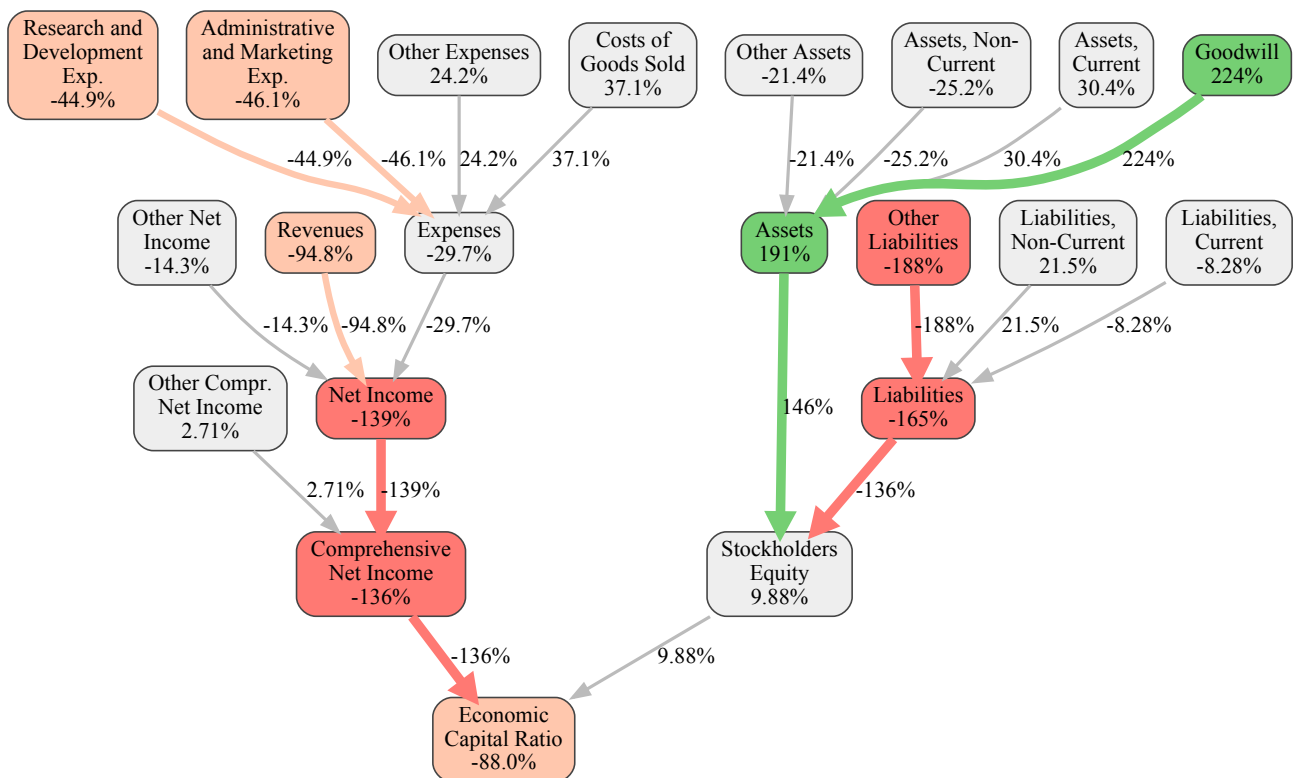 Research and
Development
Exp.
-44.9%
Administrative
and Marketing
Exp.
-46.1%
Other Expenses
24.2%
Costs of
Goods Sold
37.1%
Other Assets
-21.4%
Assets, Non-
Current
-25.2%
Assets,
Current
30.4%
Goodwill
224%
-44.9%
-46.1%
24.2%
37.1%
-21.4%
-25.2%
30.4%
224%
Other Net
Income
-14.3%
Revenues
-94.8%
Expenses
-29.7%
Assets
191%
Other
Liabilities
-188%
Liabilities,
Non-Current
21.5%
Liabilities,
Current
-8.28%
-14.3%
-94.8%
-29.7%
-188%
21.5%
-8.28%
Other Compr.
Net Income
2.71%
Net Income
-139%
146%
Liabilities
-165%
2.71%
-139%
-136%
Comprehensive
Net Income
-136%
Stockholders
Equity
9.88%
-136%
9.88%
Economic
Capital Ratio
-88.0%